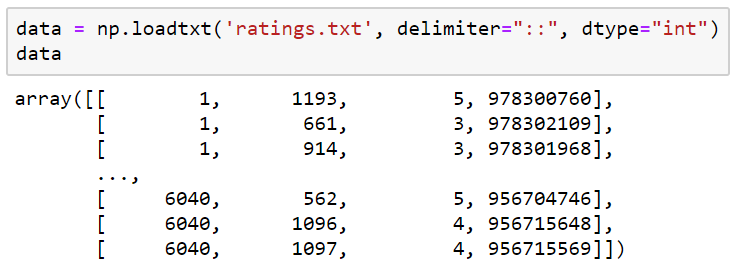 data = np.loadtxt('ratings.txt', delimiter="::", dtype="int")
data
array([[        1,      1193,         5, 978300760],
       [        1,       661,         3, 978302109],
       [        1,       914,         3, 978301968],
       ...,
       [     6040,       562,         5, 956704746],
       [     6040,      1096,         4, 956715648],
       [     6040,      1097,         4, 956715569]])